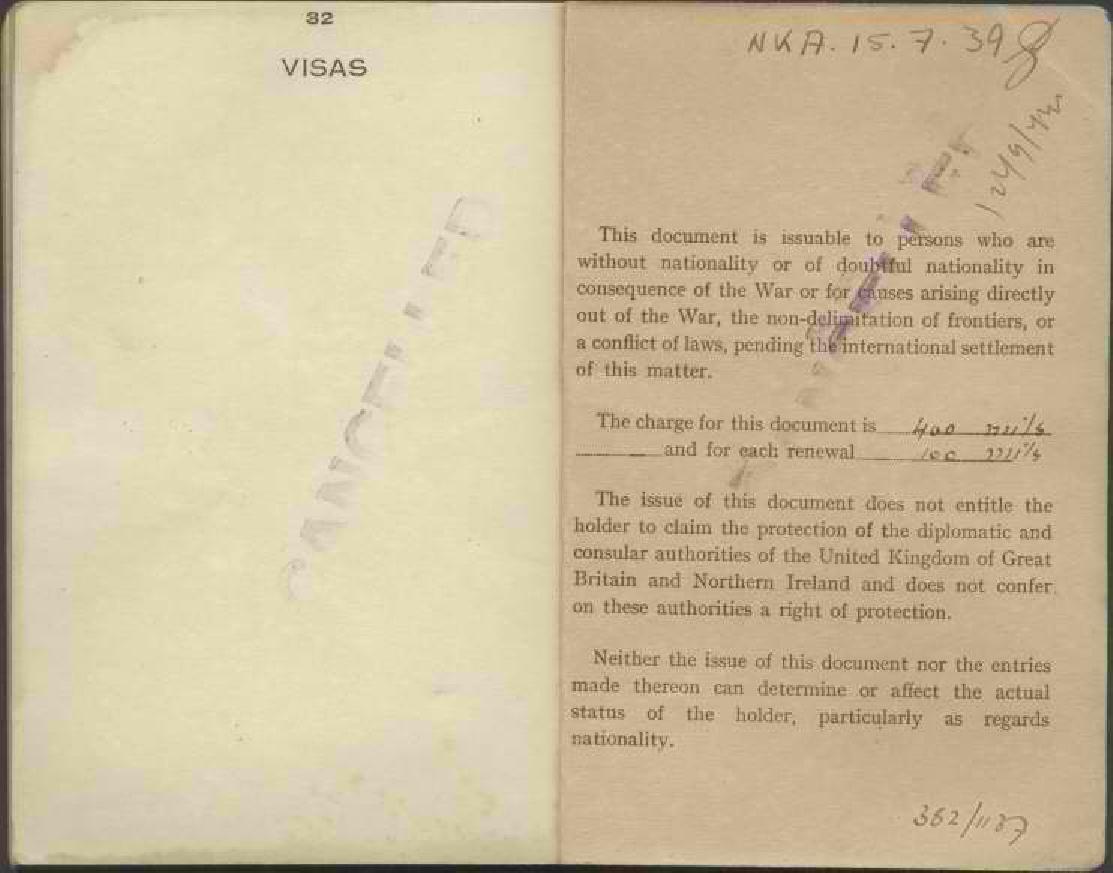 32
VISAS
CANCELLED
NKA. 15. 7. 39
This document is issuable to persons who are
without nationality or of doubtful nationality in
consequence of the War or for causes arising directly
out of the War, the non-delimitation of frontiers, or
a conflict of laws, pending the international settlement
of this matter.
The charge for this document is 400 mils
and for each renewal 100 mils
The issue of this document does not entitle the
holder to claim the protection of the diplomatic and
consular authorities of the United Kingdom of Great
Britain and Northern Ireland and does not confer
on these authorities a right of protection.
Neither the issue of this document nor the entries
made thereon can determine or affect the actual
status of the holder, particularly as regards
nationality.